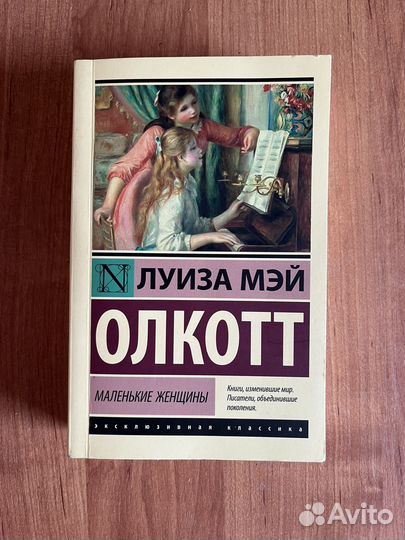 N ЛУИЗА МЭЙ
ОЛКОТТ
МАЛЕНЬКИЕ ЖЕНЩИНЫ
Книги, изменившие мир.
Писатели, объединившие
поколения.
эксклюзивная классика
Avito